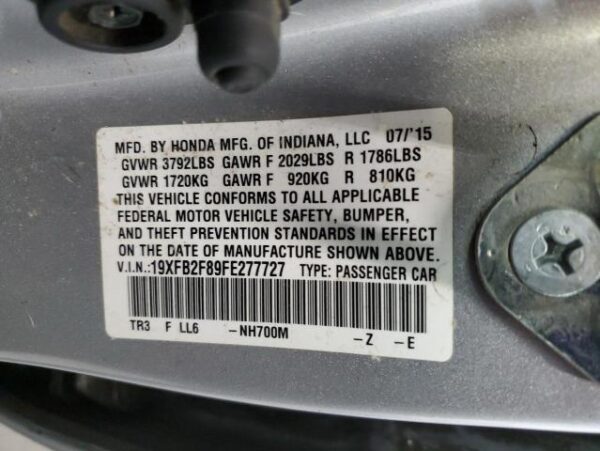 MFD. BY HONDA MFG. OF INDIANA, LLC 07/'15
GVWR 3792LBS GAWR F 2029LBS R 1786LBS
GVWR 1720KG GAWR F 920KG R 810KG
THIS VEHICLE CONFORMS TO ALL APPLICABLE
FEDERAL MOTOR VEHICLE SAFETY, BUMPER,
AND THEFT PREVENTION STANDARDS IN EFFECT
ON THE DATE OF MANUFACTURE SHOWN ABOVE.
V.I.N.:19XFB2F89FE277727 TYPE: PASSENGER CAR
TR3 F LL6 -NH700M -Z -E